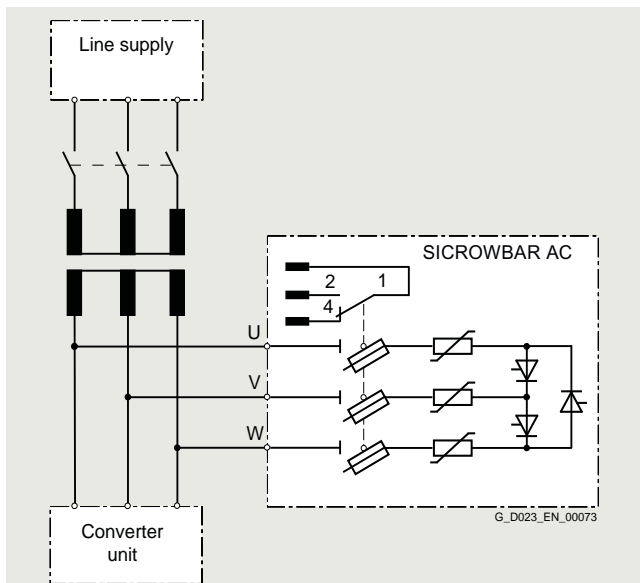 Line supply
SICROWBAR AC
2
1
4
U
V
W
G_D023_EN_00073
Converter
unit